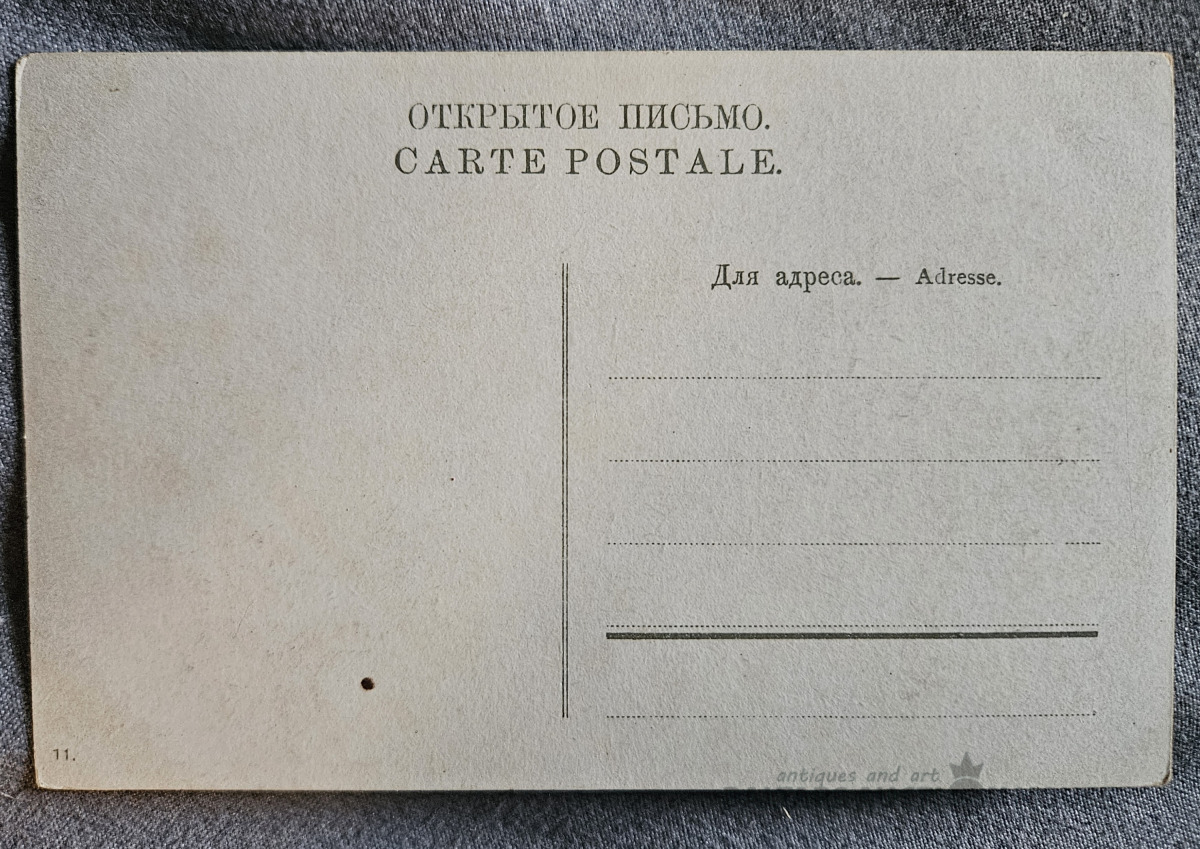 ОТКРЫТОЕ ПИСЬМО.
CARTE POSTALE.
Для адреса. — Adresse.
11.
antiques and art